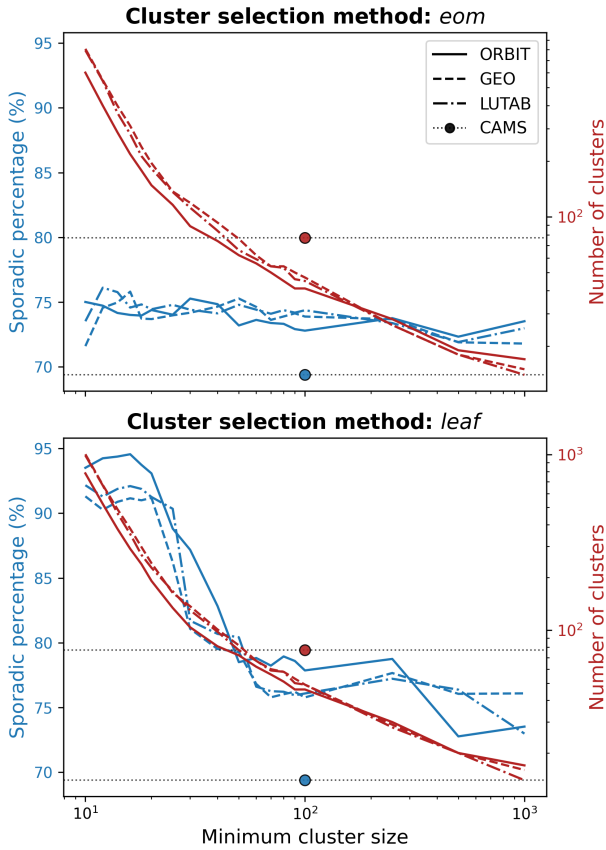 Cluster selection method: eom
95
90
85
80
75
70
Sporadic percentage (%)
10²
Number of clusters
ORBIT
GEO
LUTAB
CAMS
Cluster selection method: leaf
95
90
85
80
75
70
Sporadic percentage (%)
10³
10²
Number of clusters
10¹
10²
10³
Minimum cluster size